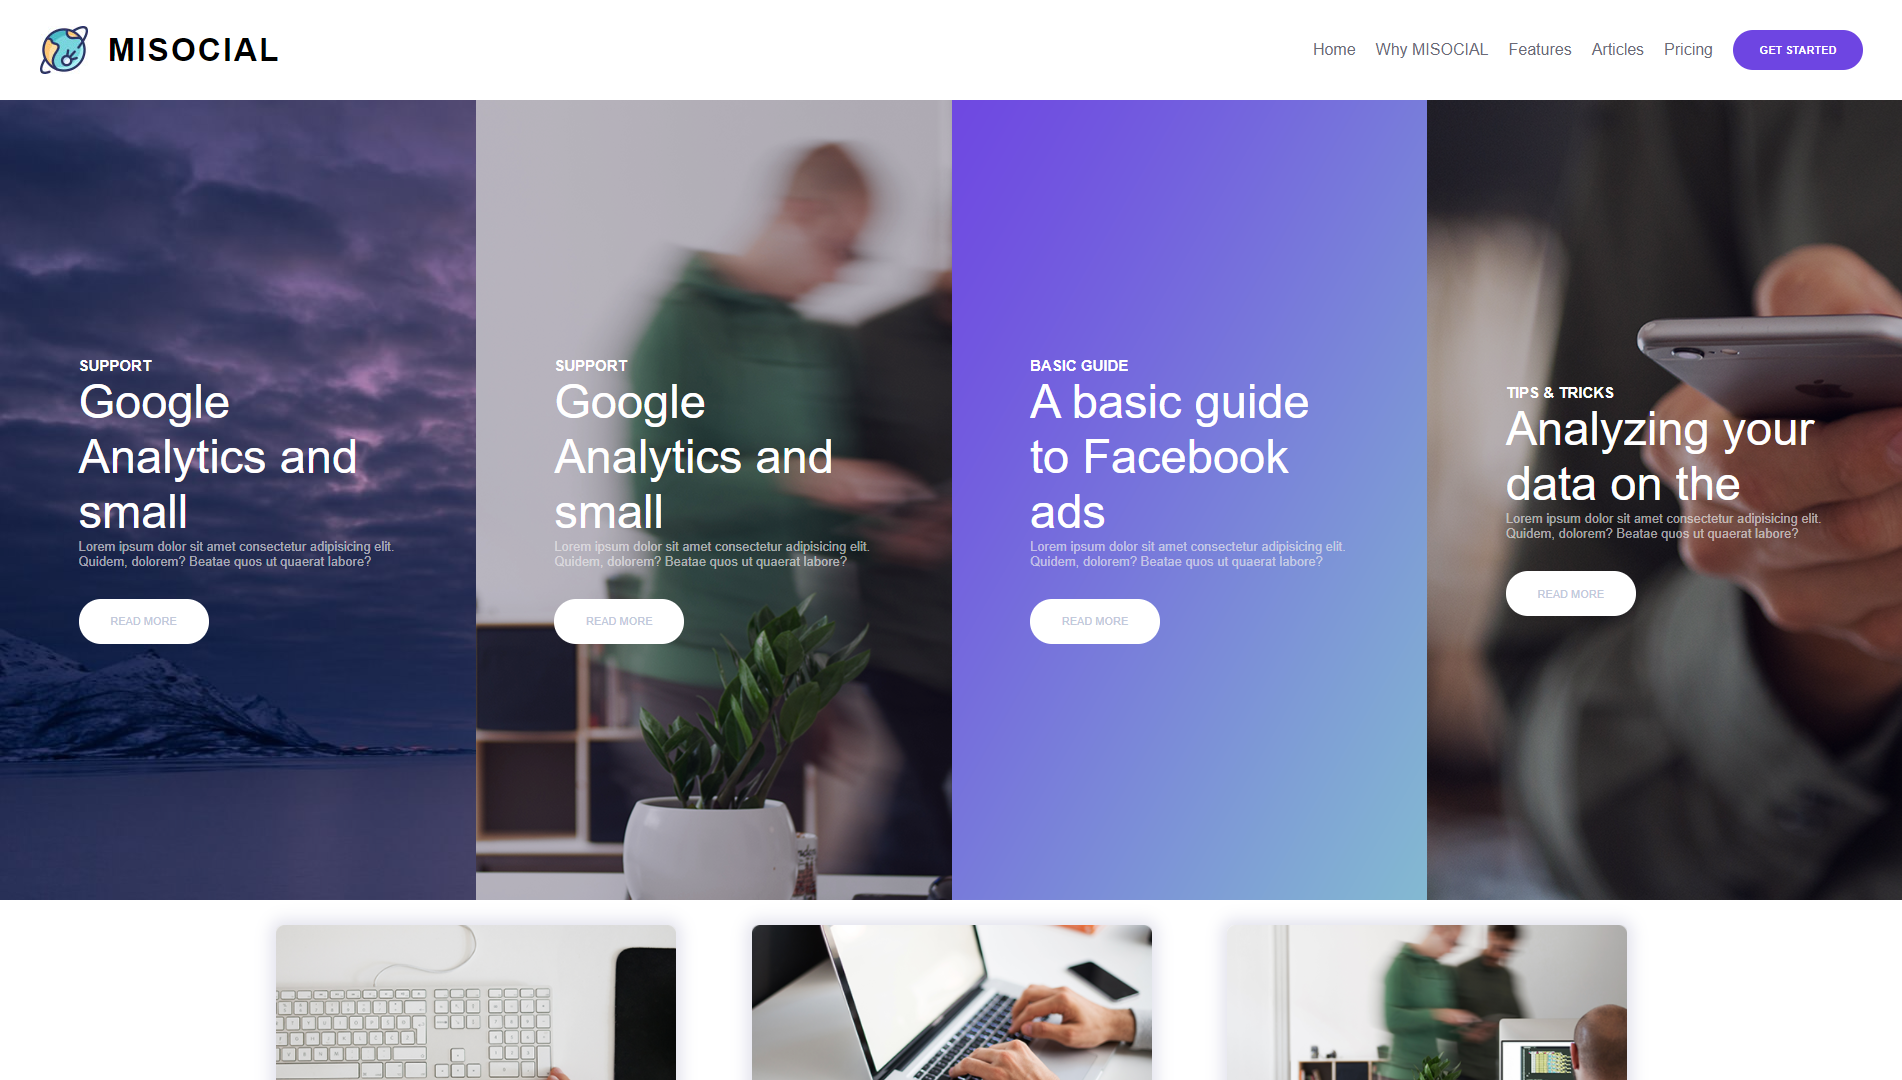 MISOCIAL
Home Why MISOCIAL Features Articles Pricing GET STARTED
SUPPORT
Google
Analytics and
small
Lorem ipsum dolor sit amet consectetur adipisicing elit.
Quidem, dolorem? Beatae quos ut quaerat labore?
READ MORE
SUPPORT
Google
Analytics and
small
Lorem ipsum dolor sit amet consectetur adipisicing elit.
Quidem, dolorem? Beatae quos ut quaerat labore?
READ MORE
BASIC GUIDE
A basic guide
to Facebook
ads
Lorem ipsum dolor sit amet consectetur adipisicing elit.
Quidem, dolorem? Beatae quos ut quaerat labore?
READ MORE
TIPS & TRICKS
Analyzing your
data on the
Lorem ipsum dolor sit amet consectetur adipisicing elit.
Quidem, dolorem? Beatae quos ut quaerat labore?
READ MORE